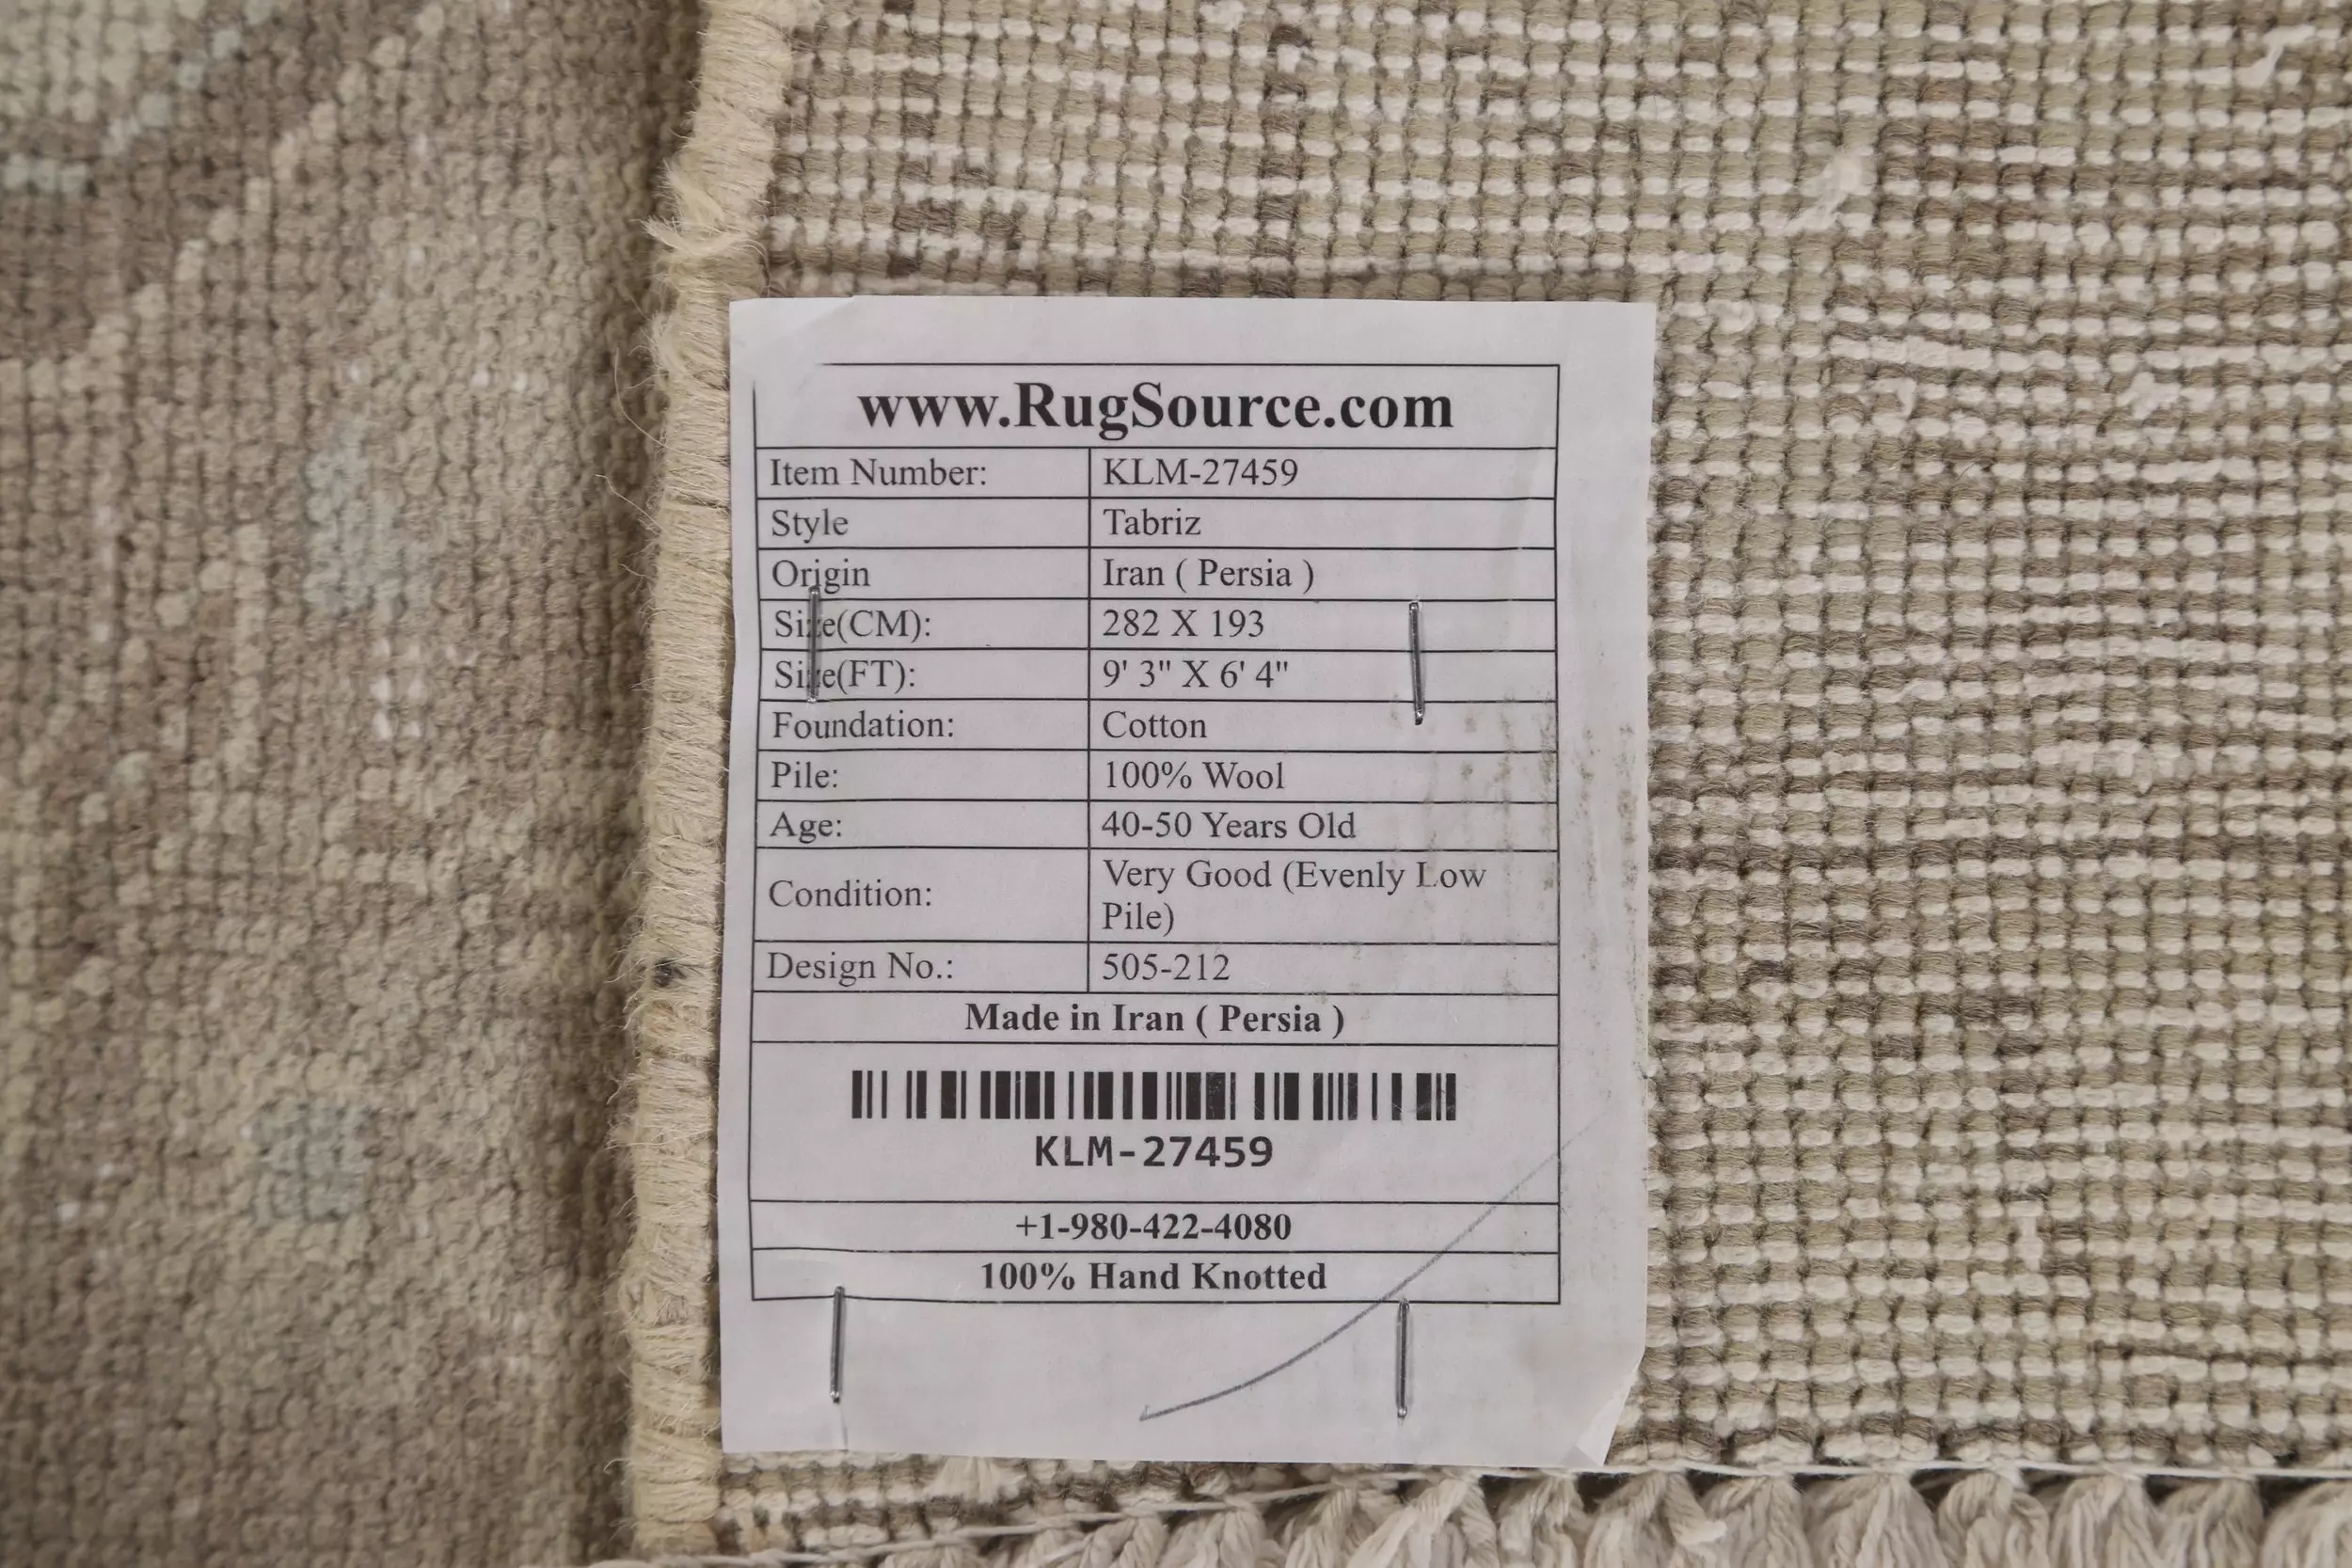 www.RugSource.com
Item Number: KLM-27459
Style Tabriz
Origin Iran ( Persia )
Size(CM): 282 X 193
Size(FT): 9' 3" X 6' 4"
Foundation: Cotton
Pile: 100% Wool
Age: 40-50 Years Old
Condition: Very Good (Evenly Low
Pile)
Design No.: 505-212
Made in Iran ( Persia )
KLM-27459
+1-980-422-4080
100% Hand Knotted